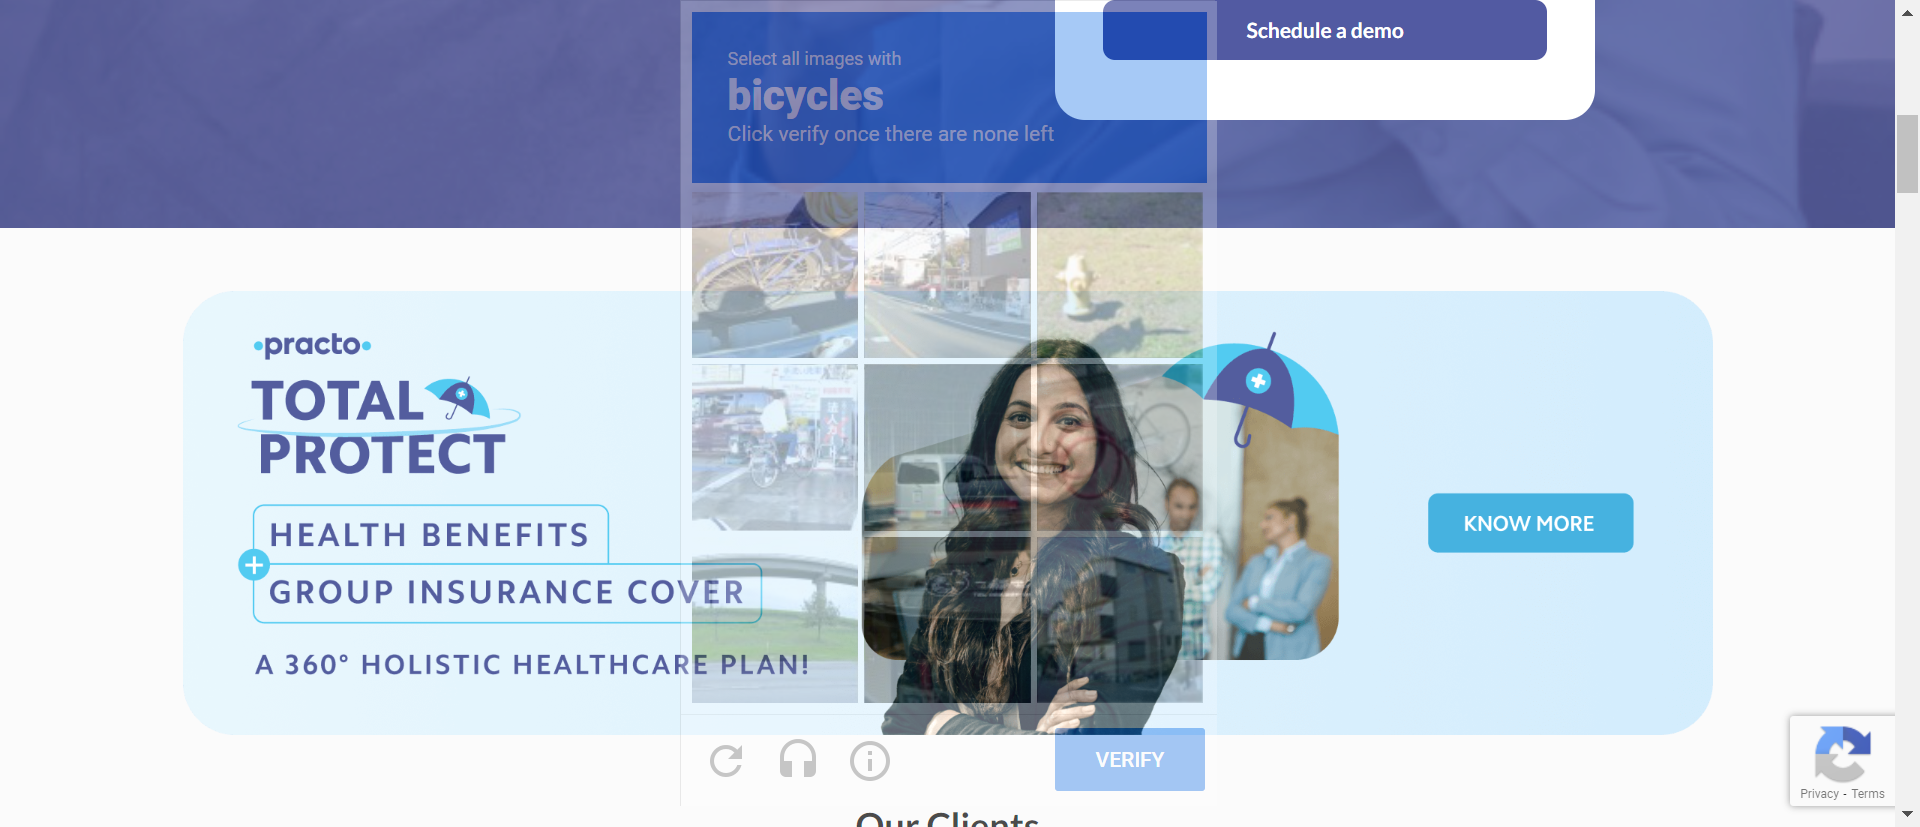 Schedule a demo
Select all images with
bicycles
Click verify once there are none left
practo
TOTAL
PROTECT
HEALTH BENEFITS
+
GROUP INSURANCE COVER
A 360° HOLISTIC HEALTHCARE PLAN!
KNOW MORE
VERIFY
Privacy - Terms
Our Clients